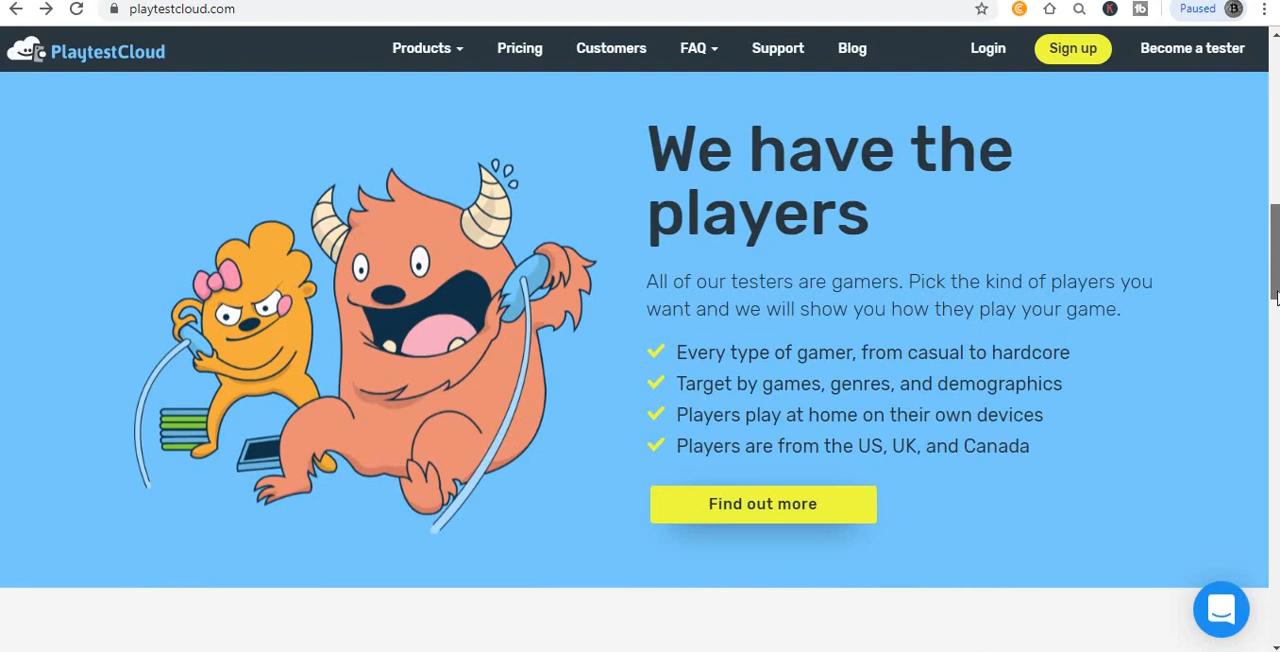 playtestcloud.com
Paused
PlaytestCloud
Products
Pricing
Customers
FAQ
Support
Blog
Login
Sign up
Become a tester
We have the
players
All of our testers are gamers. Pick the kind of players you
want and we will show you how they play your game.
Every type of gamer, from casual to hardcore
Target by games, genres, and demographics
Players play at home on their own devices
Players are from the US, UK, and Canada
Find out more